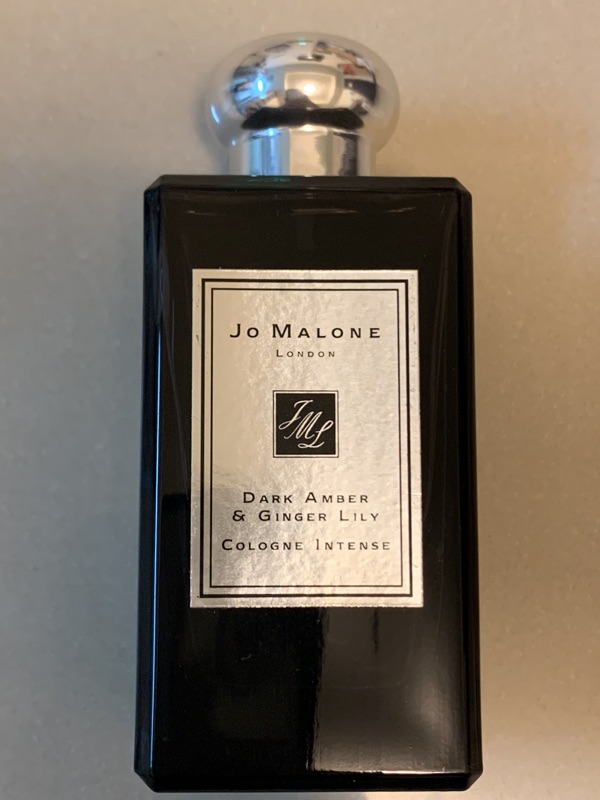 Jo Malone
London
JML
Dark Amber
& Ginger Lily
Cologne Intense